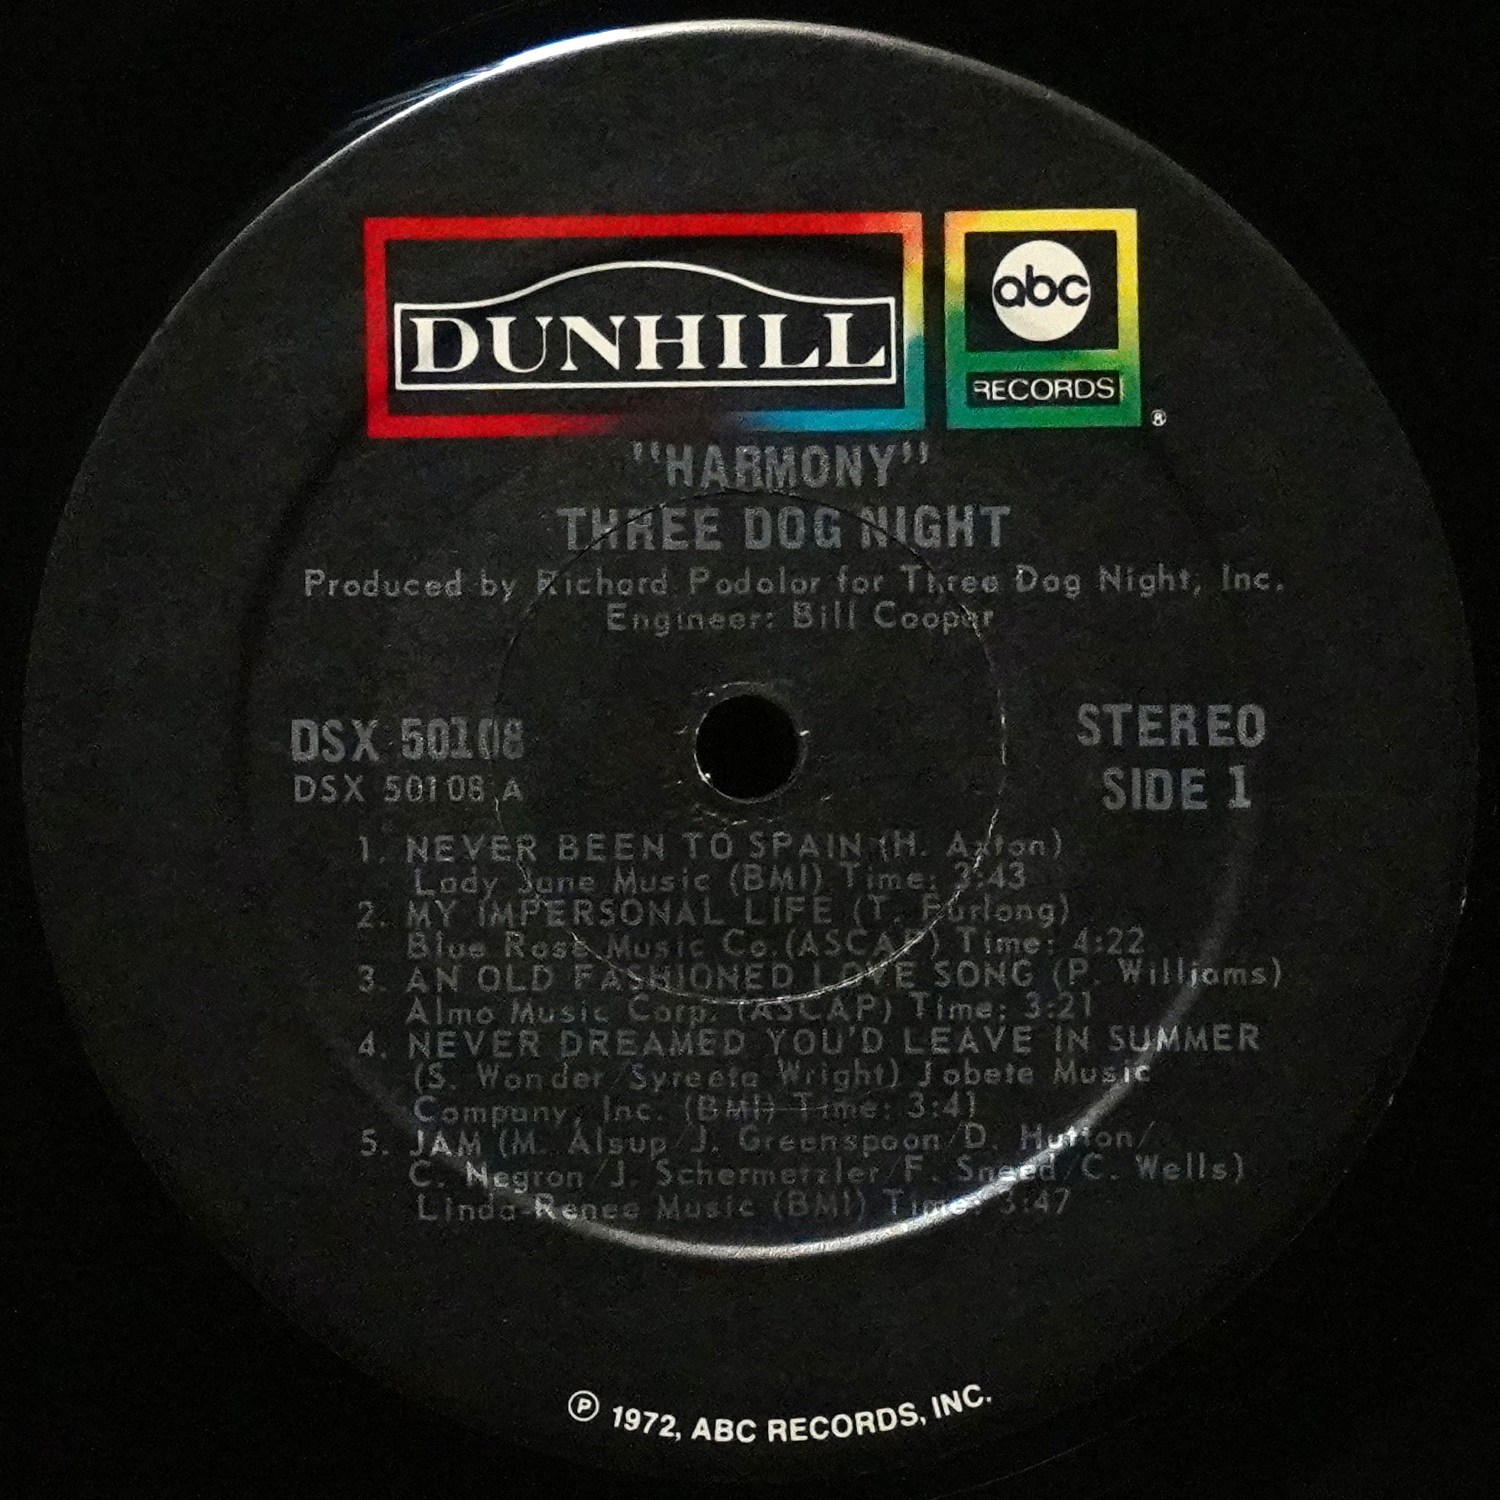 DUNHILL
abc
RECORDS
®
"HARMONY"
THREE DOG NIGHT
Produced by Richard Podolor for Three Dog Night, Inc.
Engineer: Bill Cooper
DSX 50108
DSX 50108 A
STEREO
SIDE 1
1. NEVER BEEN TO SPAIN (H. Axton)
Lady Jane Music (BMI) Time: 3:43
2. MY IMPERSONAL LIFE (T. Furlong)
Blue Rose Music Co.(ASCAP) Time: 4:22
3. AN OLD FASHIONED LOVE SONG (P. Williams)
Almo Music Corp. (ASCAP) Time: 3:21
4. NEVER DREAMED YOU'D LEAVE IN SUMMER
(S. Wonder/Syreeta Wright) Jobete Music
Company, Inc. (BMI) Time: 3:41
5. JAM (M. Alsup/J. Greenspoon/D. Hutton/
C. Negron/J. Schermetzler/F. Sneed/C. Wells)
Linda-Renee Music (BMI) Time: 3:47
℗ 1972, ABC RECORDS, INC.